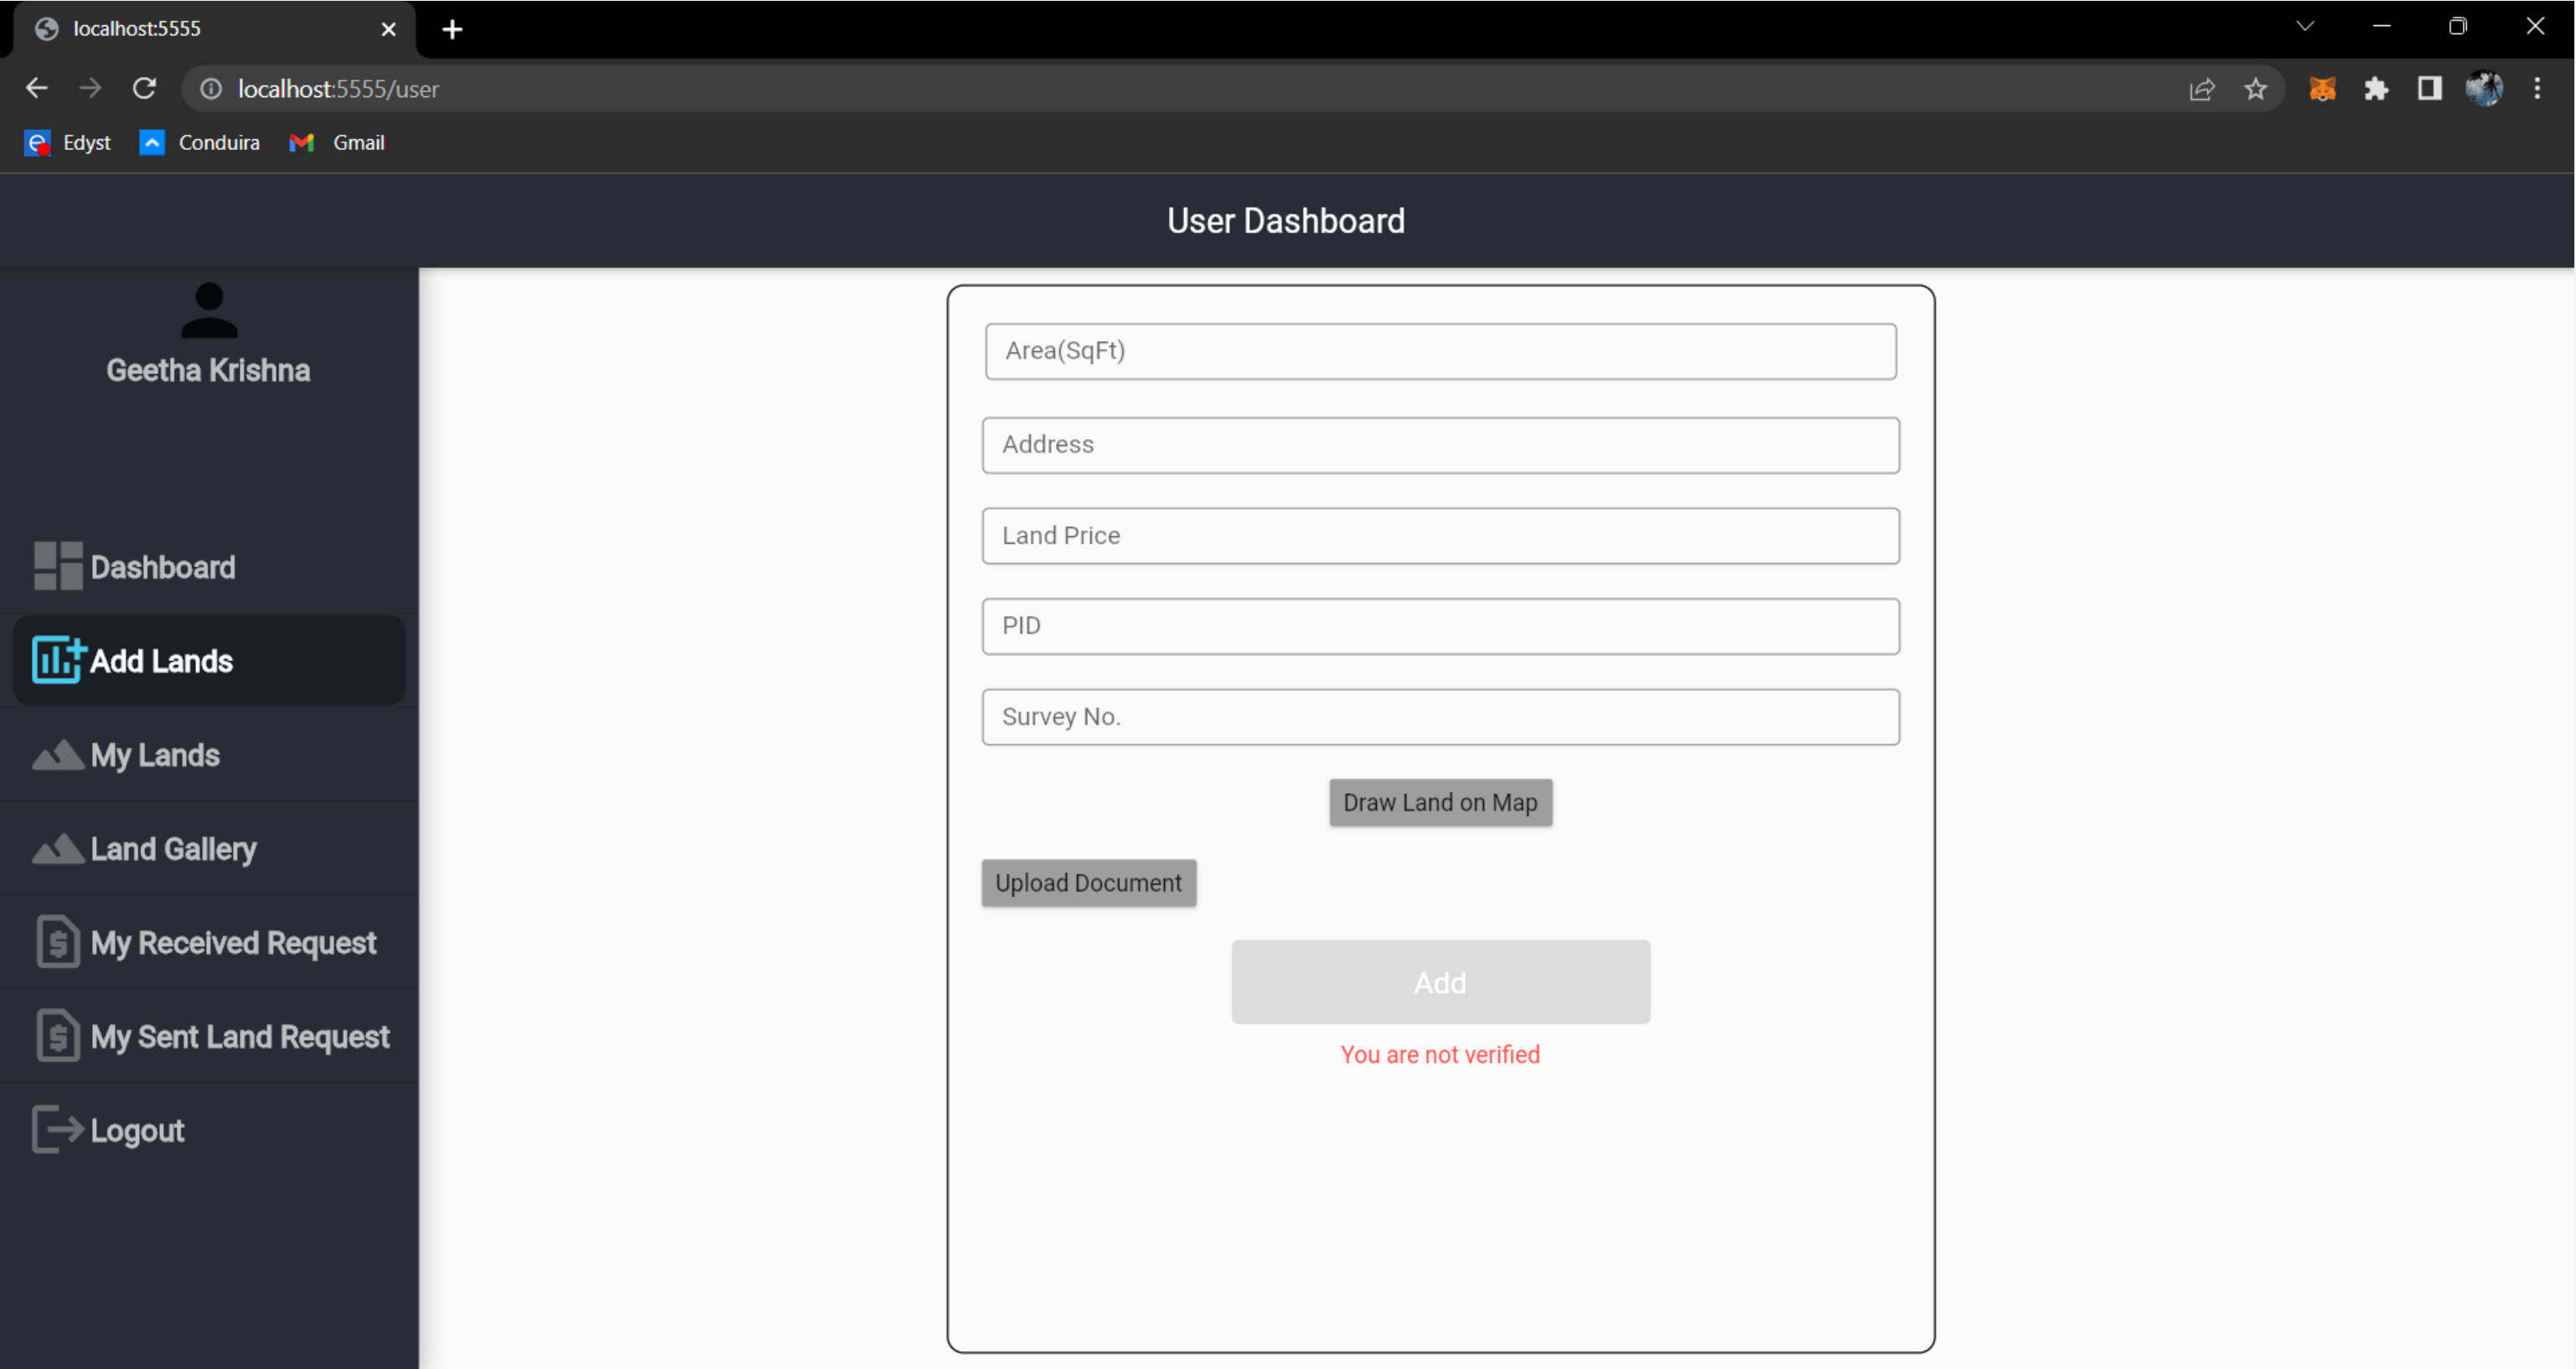 localhost:5555
localhost:5555/user
Edyst Conduira Gmail
User Dashboard
Geetha Krishna
Dashboard
Add Lands
My Lands
Land Gallery
My Received Request
My Sent Land Request
Logout
Area(SqFt)
Address
Land Price
PID
Survey No.
Draw Land on Map
Upload Document
Add
You are not verified